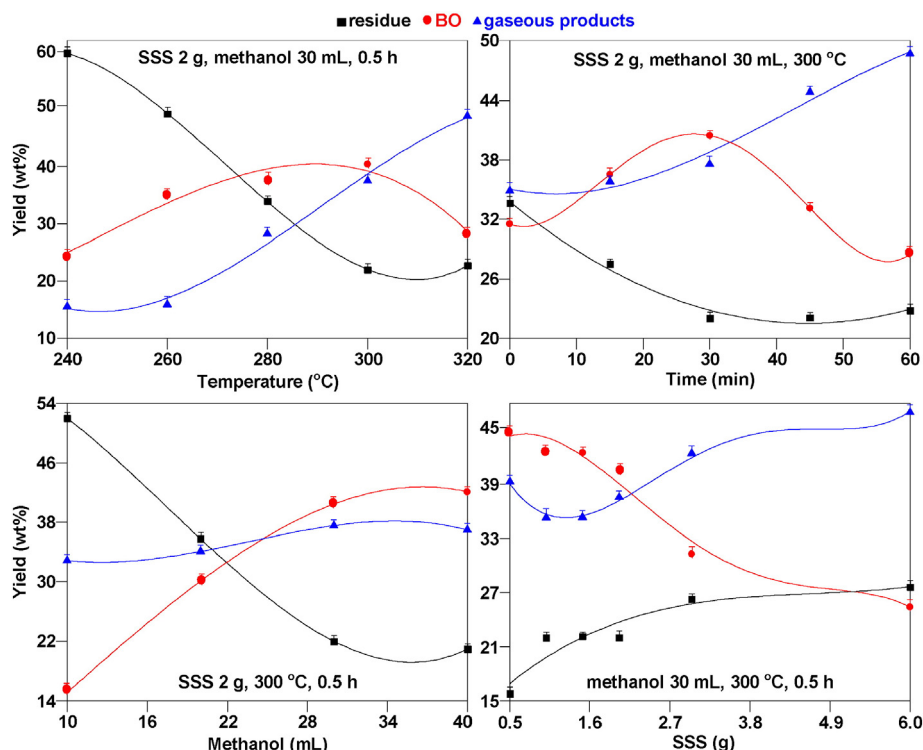 residue BO gaseous products
SSS 2 g, methanol 30 mL, 0.5 h
Yield (wt%)
60
50
40
30
20
10
240 260 280 300 320
Temperature (°C)
SSS 2 g, methanol 30 mL, 300 °C
50
44
38
32
26
20
0 10 20 30 40 50 60
Time (min)
54
46
38
30
22
14
Yield (wt%)
SSS 2 g, 300 °C, 0.5 h
10 16 22 28 34 40
Methanol (mL)
45
39
33
27
21
15
methanol 30 mL, 300 °C, 0.5 h
0.5 1.6 2.7 3.8 4.9 6.0
SSS (g)